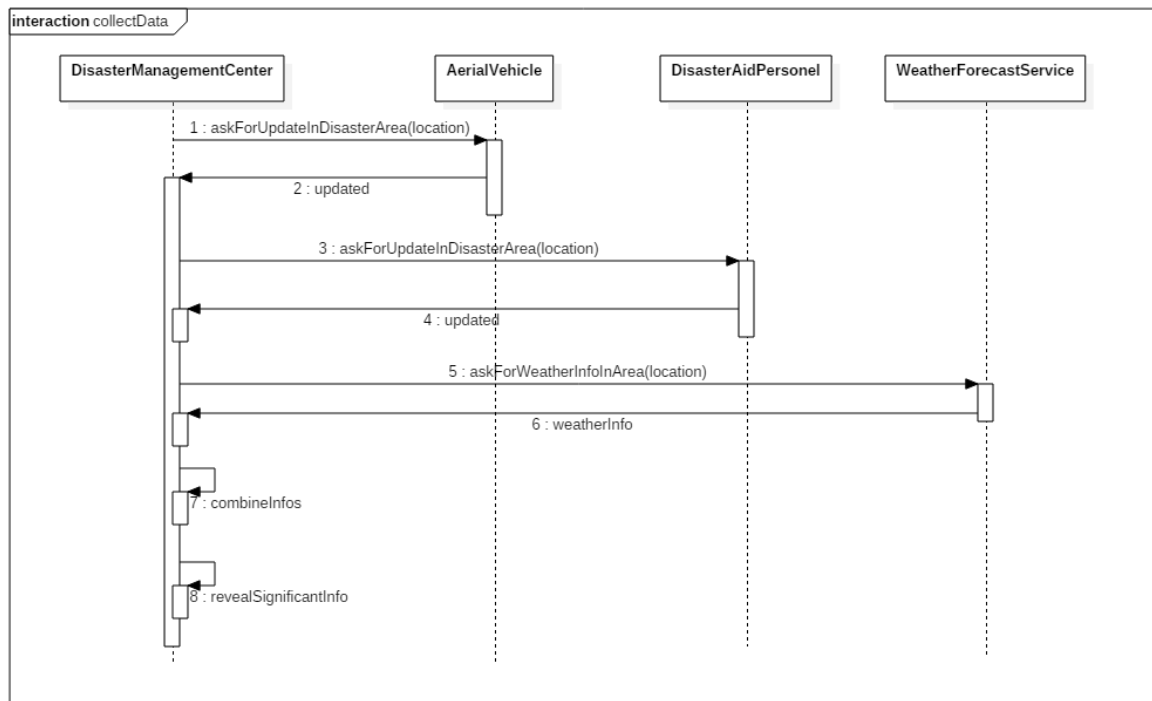 interaction collectData
DisasterManagementCenter
AerialVehicle
DisasterAidPersonel
WeatherForecastService
1 : askForUpdateInDisasterArea(location)
2 : updated
3 : askForUpdateInDisasterArea(location)
4 : updated
5 : askForWeatherInfoInArea(location)
6 : weatherInfo
7 : combineInfos
8 : revealSignificantInfo